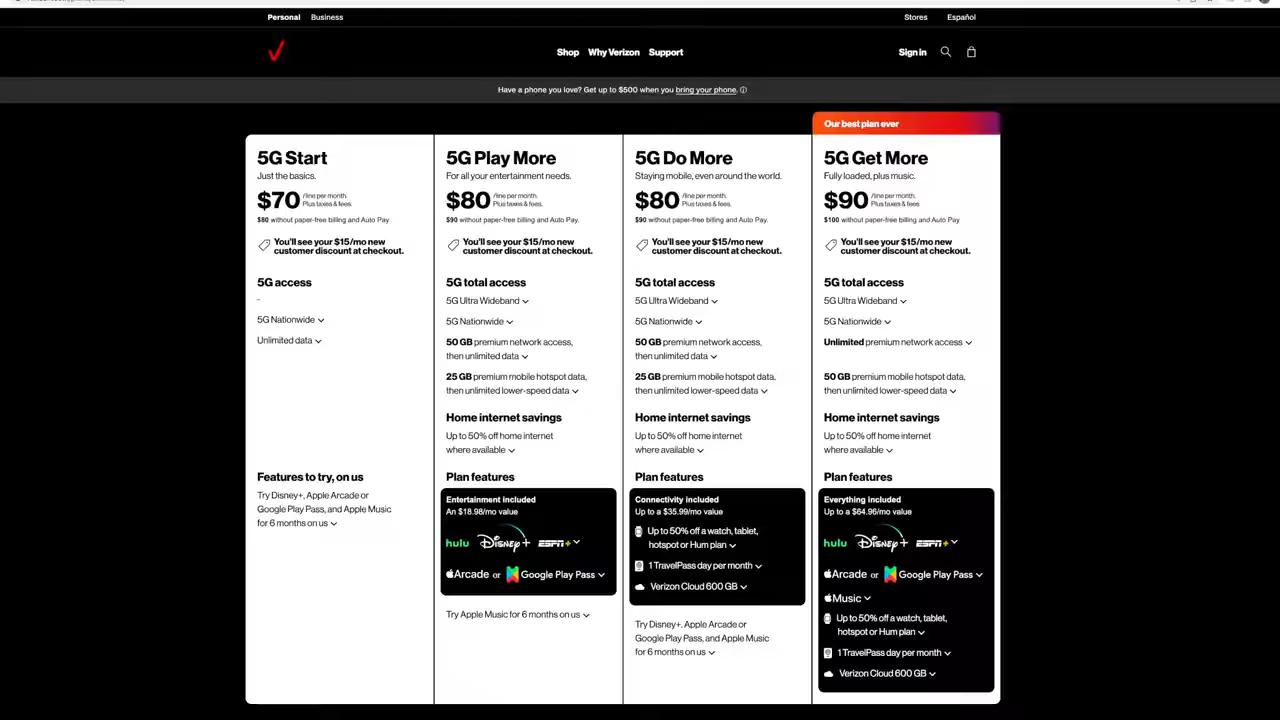 Personal Business Stores Español
Shop Why Verizon Support Sign in
Have a phone you love? Get up to $500 when you bring your phone.
Our best plan ever
5G Start
Just the basics.
$70 /line per month.
Plus taxes & fees.
$80 without paper-free billing and Auto Pay
You'll see your $15/mo new
customer discount at checkout.
5G access
–
5G Nationwide
Unlimited data
Features to try, on us
Try Disney+, Apple Arcade or
Google Play Pass, and Apple Music
for 6 months on us
5G Play More
For all your entertainment needs.
$80 /line per month.
Plus taxes & fees.
$90 without paper-free billing and Auto Pay.
You'll see your $15/mo new
customer discount at checkout.
5G total access
5G Ultra Wideband
5G Nationwide
50 GB premium network access,
then unlimited data
25 GB premium mobile hotspot data,
then unlimited lower-speed data
Home internet savings
Up to 50% off home internet
where available
Plan features
Entertainment included
An $18.98/mo value
hulu Disney+ ESPN+
Arcade or Google Play Pass
Try Apple Music for 6 months on us
5G Do More
Staying mobile, even around the world.
$80 /line per month.
Plus taxes & fees.
$90 without paper-free billing and Auto Pay.
You'll see your $15/mo new
customer discount at checkout.
5G total access
5G Ultra Wideband
5G Nationwide
50 GB premium network access,
then unlimited data
25 GB premium mobile hotspot data,
then unlimited lower-speed data
Home internet savings
Up to 50% off home internet
where available
Plan features
Connectivity included
Up to a $35.99/mo value
Up to 50% off a watch, tablet,
hotspot or Hum plan
1 TravelPass day per month
Verizon Cloud 600 GB
Try Disney+, Apple Arcade or
Google Play Pass, and Apple Music
for 6 months on us
5G Get More
Fully loaded, plus music.
$90 /line per month.
Plus taxes & fees
$100 without paper-free billing and Auto Pay
You'll see your $15/mo new
customer discount at checkout.
5G total access
5G Ultra Wideband
5G Nationwide
Unlimited premium network access
50 GB premium mobile hotspot data,
then unlimited lower-speed data
Home internet savings
Up to 50% off home internet
where available
Plan features
Everything included
Up to a $64.96/mo value
hulu Disney+ ESPN+
Arcade or Google Play Pass
Music
Up to 50% off a watch, tablet,
hotspot or Hum plan
1 TravelPass day per month
Verizon Cloud 600 GB